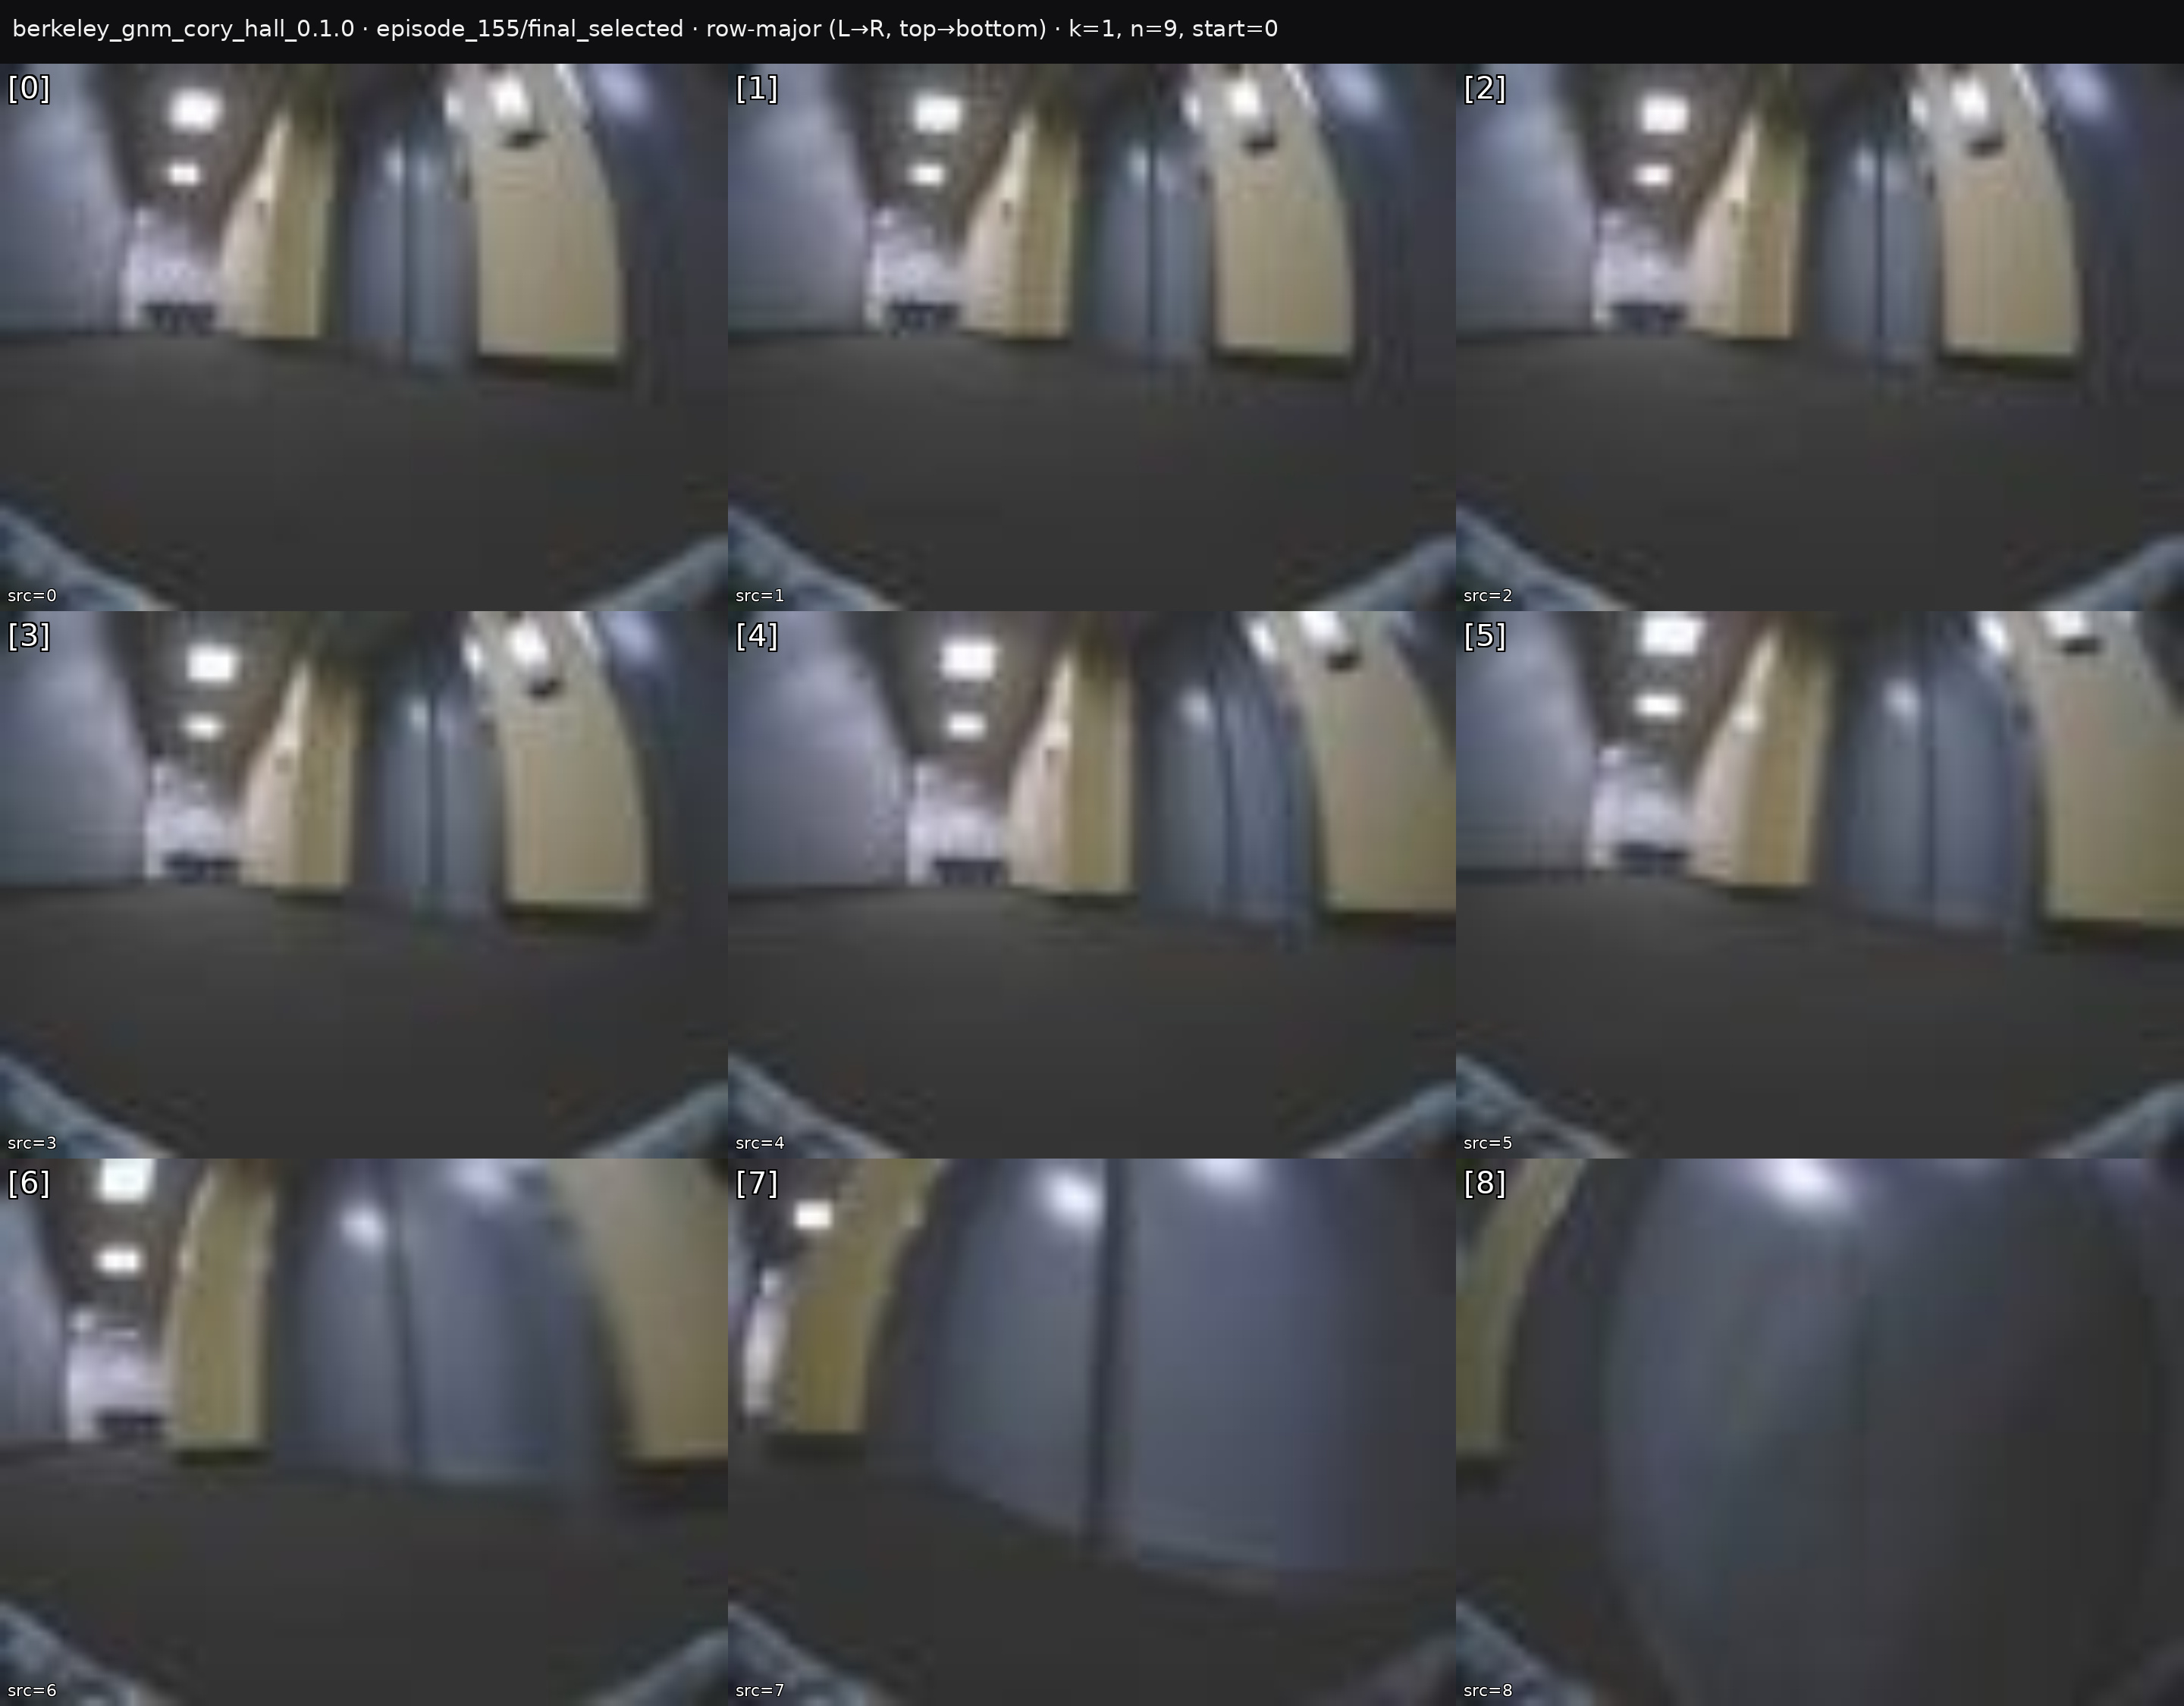 berkeley_gnm_cory_hall_0.1.0 · episode_155/final_selected · row-major (L→R, top→bottom) · k=1, n=9, start=0
[0]
[1]
[2]
src=0
src=1
src=2
[3]
[4]
[5]
src=3
src=4
src=5
[6]
[7]
[8]
src=6
src=7
src=8